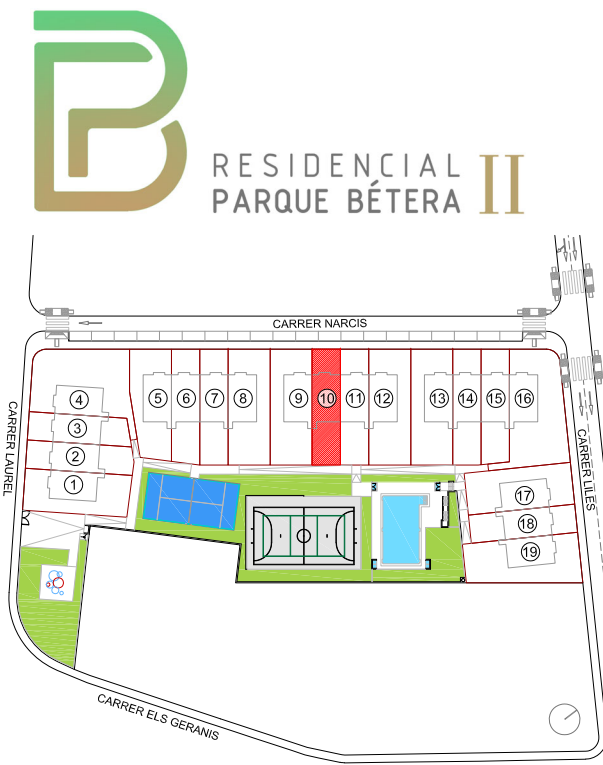 RESIDENCIAL
PARQUE BÉTERA II
CARRER NARCIS
CARRER LAUREL
CARRER LILES
4
3
2
1
5 6 7 8 9 10 11 12 13 14 15 16
17
18
19
CARRER ELS GERANIS